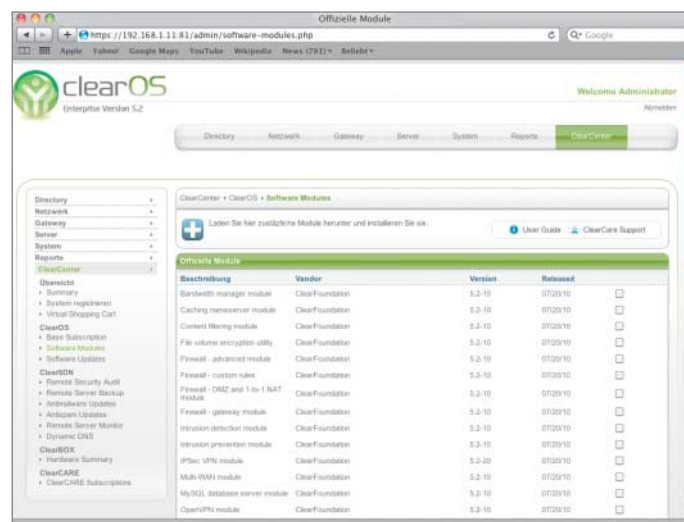 Offizielle Module
https://192.168.1.11:81/admin/software-modules.php
Google
Apple Yahoo! Google Maps YouTube Wikipedia News (781) Beliebt
clearOS
Enterprise Version 5.2
Welcome Administrator
Abmelden
Directory Netzwerk Gateway Server System Reports ClearCenter
Directory
Netzwerk
Gateway
Server
System
Reports
ClearCenter
Übersicht
Summary
System registrieren
Virtual Shopping Cart
ClearOS
Base Subscription
Software Modules
Software Updates
ClearSDN
Remote Security Audit
Remote Server Backup
Antimalware Updates
Antispam Updates
Remote Server Monitor
Dynamic DNS
ClearBOX
Hardware Summary
ClearCARE
ClearCARE Subscriptions
ClearCenter ClearOS Software Modules
Laden Sie hier zustäzliche Module herunter und installieren Sie sie.
User Guide ClearCare Support
Offizielle Module
Beschreibung Vendor Version Released
Bandwidth manager module ClearFoundation 5.2-10 07/20/10
Caching nameserver module ClearFoundation 5.2-10 07/20/10
Content filtering module ClearFoundation 5.2-10 07/20/10
File volume encryption utility ClearFoundation 5.2-10 07/20/10
Firewall - advanced module ClearFoundation 5.2-10 07/20/10
Firewall - custom rules ClearFoundation 5.2-10 07/20/10
Firewall - DMZ and 1-to-1 NAT module ClearFoundation 5.2-10 07/20/10
Firewall - gateway module ClearFoundation 5.2-10 07/20/10
Intrusion detection module ClearFoundation 5.2-10 07/20/10
Intrusion prevention module ClearFoundation 5.2-10 07/20/10
IPSec VPN module ClearFoundation 5.2-20 07/20/10
Multi-WAN module ClearFoundation 5.2-10 07/20/10
MySQL database server module ClearFoundation 5.2-10 07/20/10
OpenVPN module ClearFoundation 5.2-10 07/20/10